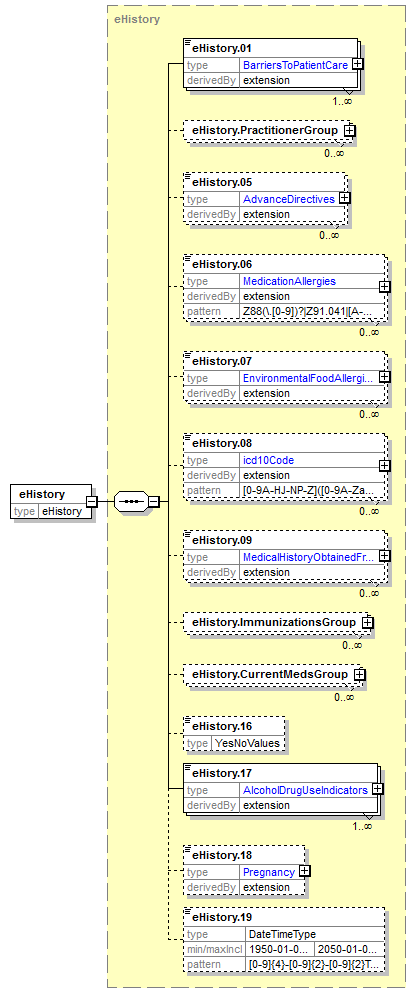 eHistory
eHistory.01
type BarriersToPatientCare
derivedBy extension
1..∞
eHistory.PractitionerGroup
0..∞
eHistory.05
type AdvanceDirectives
derivedBy extension
0..∞
eHistory.06
type MedicationAllergies
derivedBy extension
pattern Z88(\.[0-9])?|Z91.041|[A-...
0..∞
eHistory.07
type EnvironmentalFoodAllergi...
derivedBy extension
0..∞
eHistory.08
type icd10Code
derivedBy extension
pattern [0-9A-HJ-NP-Z]([0-9A-Za...
0..∞
eHistory
type eHistory
eHistory.09
type MedicalHistoryObtainedFr...
derivedBy extension
0..∞
eHistory.ImmunizationsGroup
0..∞
eHistory.CurrentMedsGroup
0..∞
eHistory.16
type YesNoValues
eHistory.17
type AlcoholDrugUseIndicators
derivedBy extension
1..∞
eHistory.18
type Pregnancy
derivedBy extension
eHistory.19
type DateTimeType
min/maxIncl 1950-01-0... 2050-01-0...
pattern [0-9]{4}-[0-9]{2}-[0-9]{2}T...